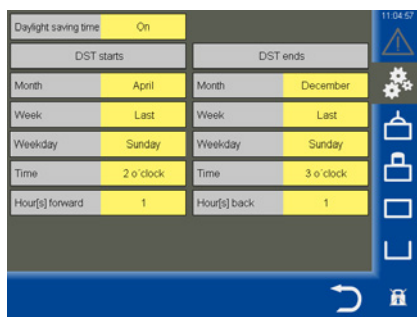 11:04:57
Daylight saving time On
DST starts DST ends
Month April Month December
Week Last Week Last
Weekday Sunday Weekday Sunday
Time 2 o´clock Time 3 o´clock
Hour[s] forward 1 Hour[s] back 1